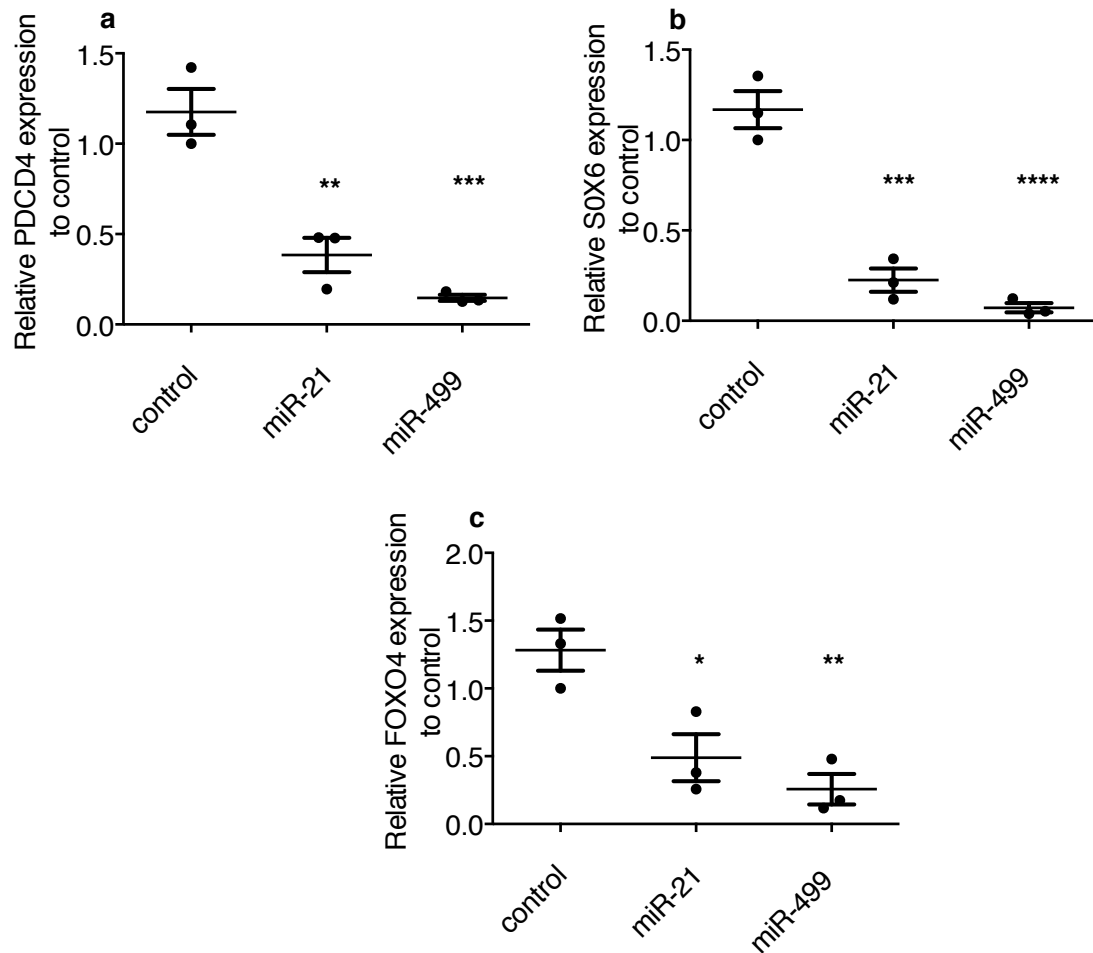 a
Relative PDCD4 expression
to control
1.5
1.0
0.5
0.0
**
***
control
miR-21
miR-499
b
Relative S0X6 expression
to control
1.5
1.0
0.5
0.0
***
****
control
miR-21
miR-499
c
Relative FOXO4 expression
to control
2.0
1.5
1.0
0.5
0.0
*
**
control
miR-21
miR-499